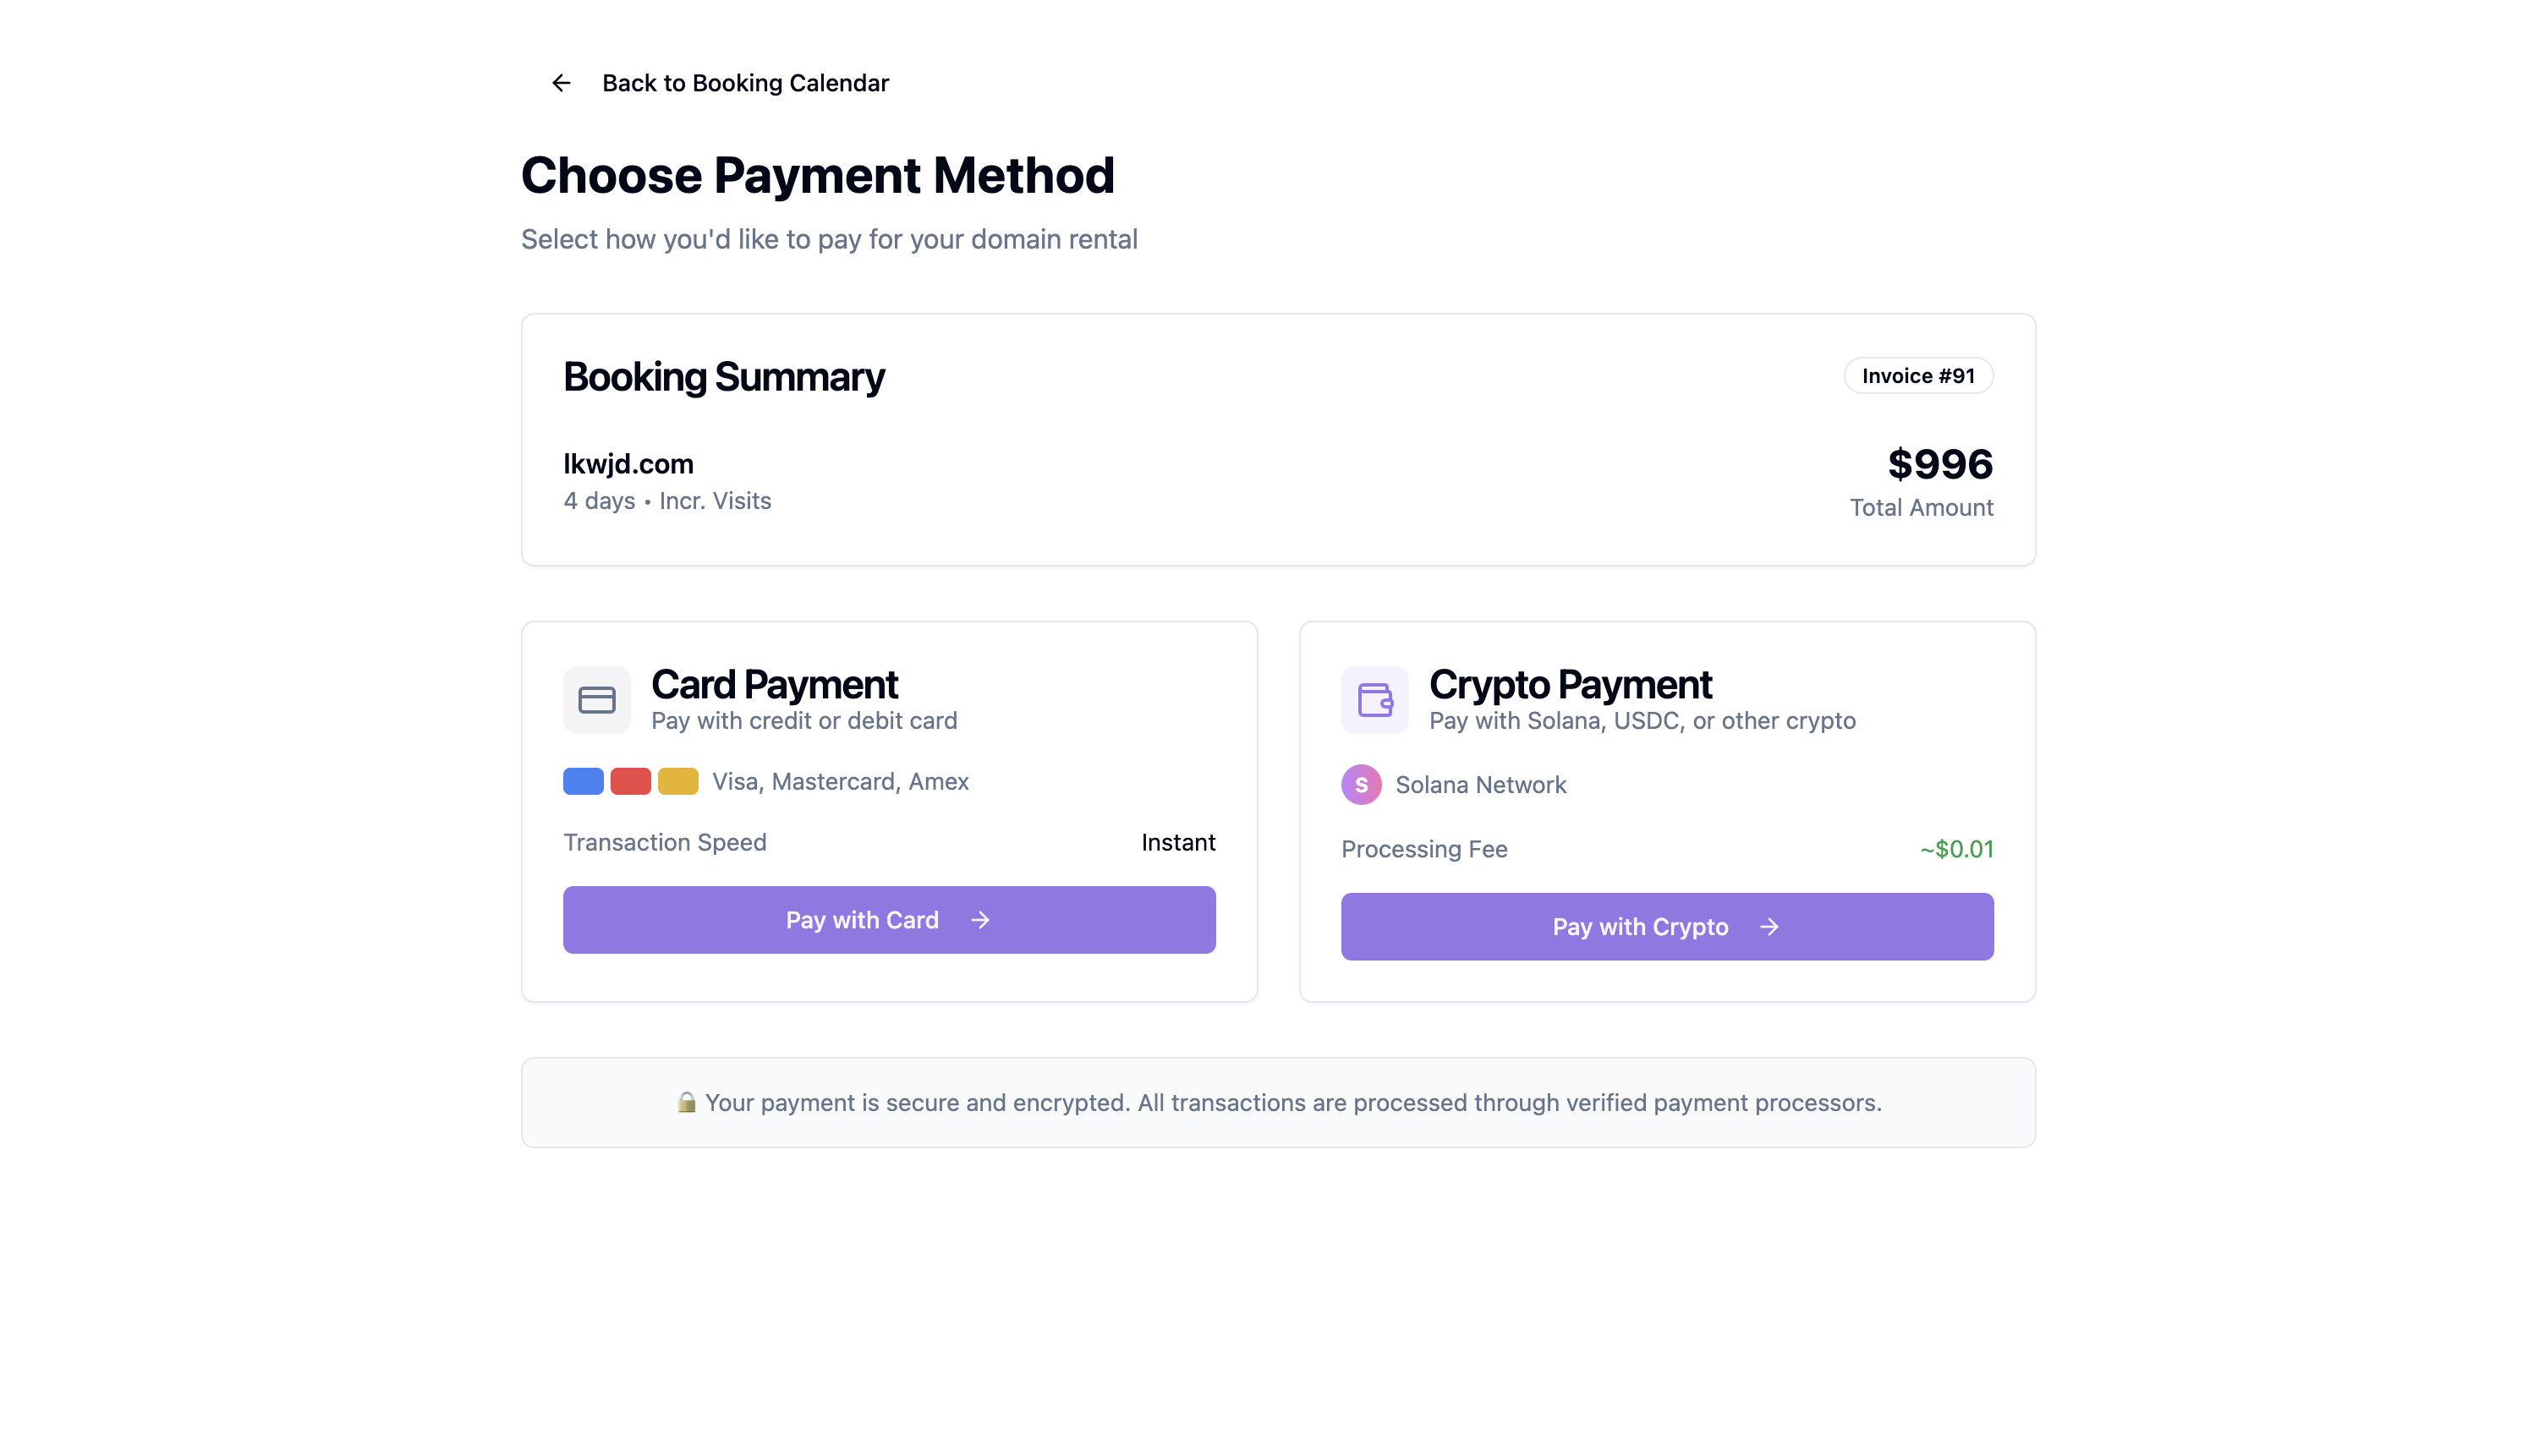 Back to Booking Calendar
Choose Payment Method
Select how you'd like to pay for your domain rental
Booking Summary
Invoice #91
lkwjd.com
4 days • Incr. Visits
$996
Total Amount
Card Payment
Pay with credit or debit card
Visa, Mastercard, Amex
Transaction Speed
Instant
Pay with Card
Crypto Payment
Pay with Solana, USDC, or other crypto
S
Solana Network
Processing Fee
~$0.01
Pay with Crypto
🔒 Your payment is secure and encrypted. All transactions are processed through verified payment processors.